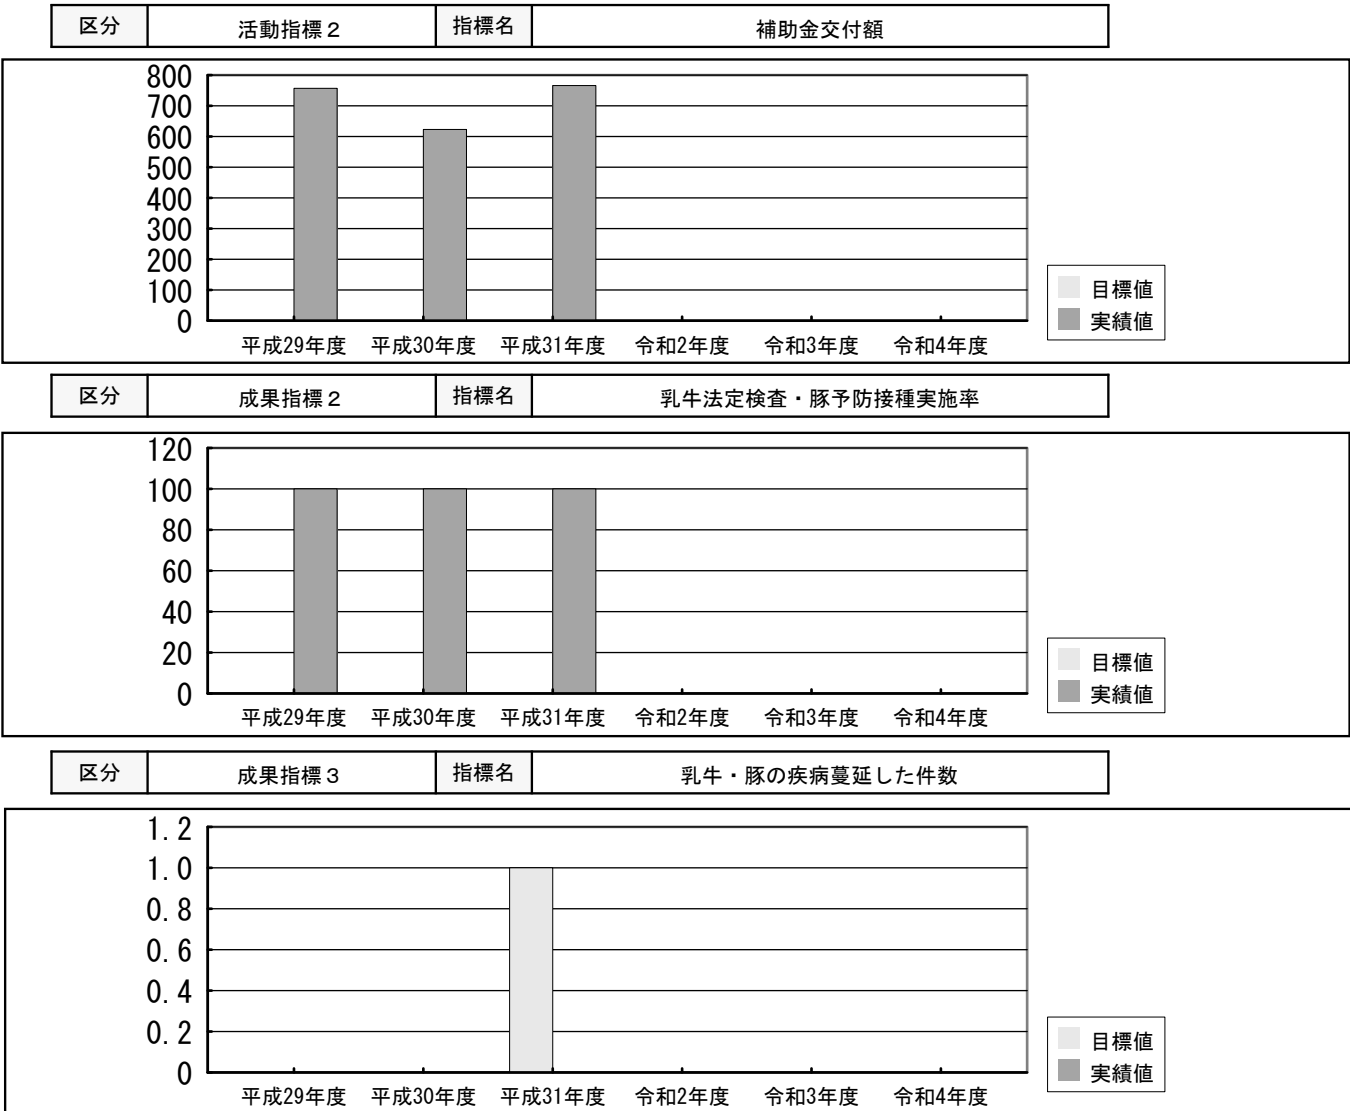 区分 活動指標２ 指標名 補助金交付額
800
700
600
500
400
300
200
100
0
平成29年度 平成30年度 平成31年度 令和2年度 令和3年度 令和4年度
目標値
実績値
区分 成果指標２ 指標名 乳牛法定検査・豚予防接種実施率
120
100
80
60
40
20
0
平成29年度 平成30年度 平成31年度 令和2年度 令和3年度 令和4年度
目標値
実績値
区分 成果指標３ 指標名 乳牛・豚の疾病蔓延した件数
1.2
1.0
0.8
0.6
0.4
0.2
0
平成29年度 平成30年度 平成31年度 令和2年度 令和3年度 令和4年度
目標値
実績値